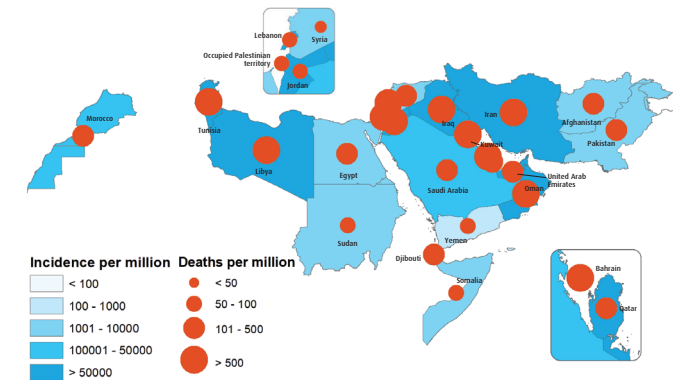 Lebanon
Syria
Occupied Palestinian
territory
Jordan
Morocco
Tunisia
Libya
Egypt
Iraq
Iran
Afghanistan
Pakistan
Kuwait
Saudi Arabia
United Arab
Emirates
Oman
Sudan
Yemen
Djibouti
Somalia
Bahrain
Qatar
Incidence per million
< 100
100 - 1000
1001 - 10000
100001 - 50000
> 50000
Deaths per million
< 50
50 - 100
101 - 500
> 500